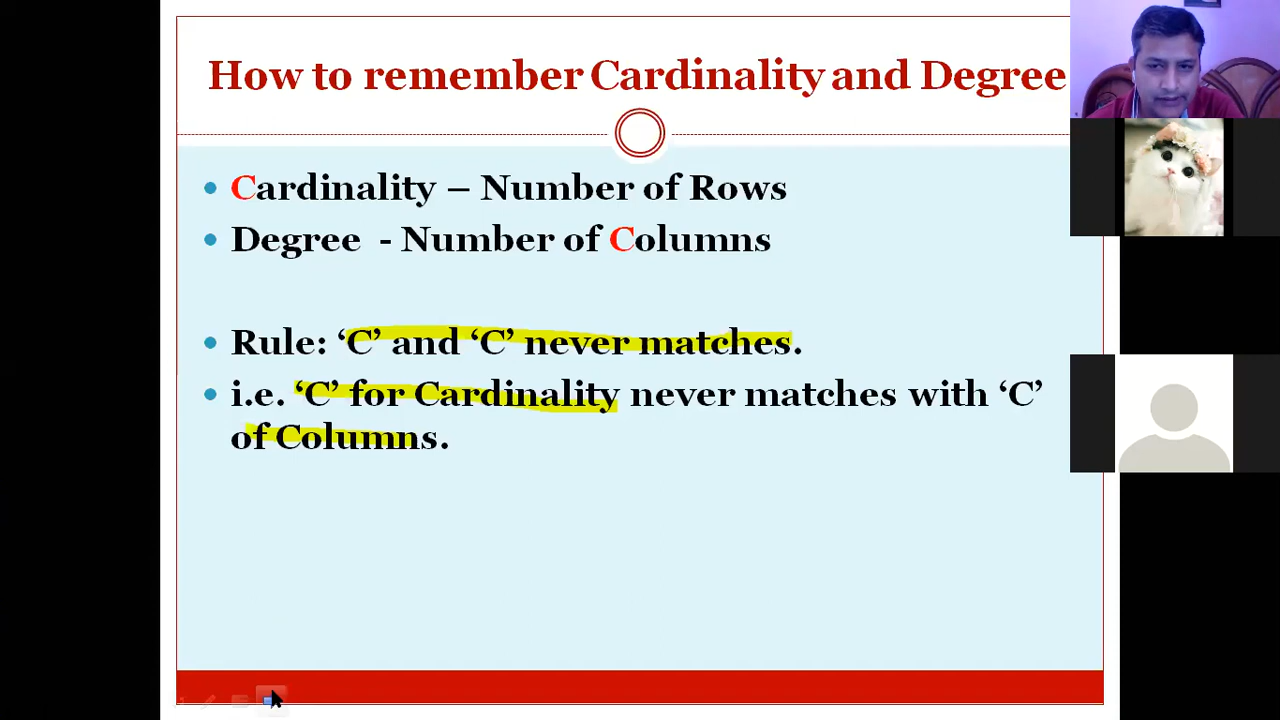 How to remember Cardinality and Degree
Cardinality – Number of Rows
Degree - Number of Columns
Rule: ‘C’ and ‘C’ never matches.
i.e. ‘C’ for Cardinality never matches with ‘C’
of Columns.